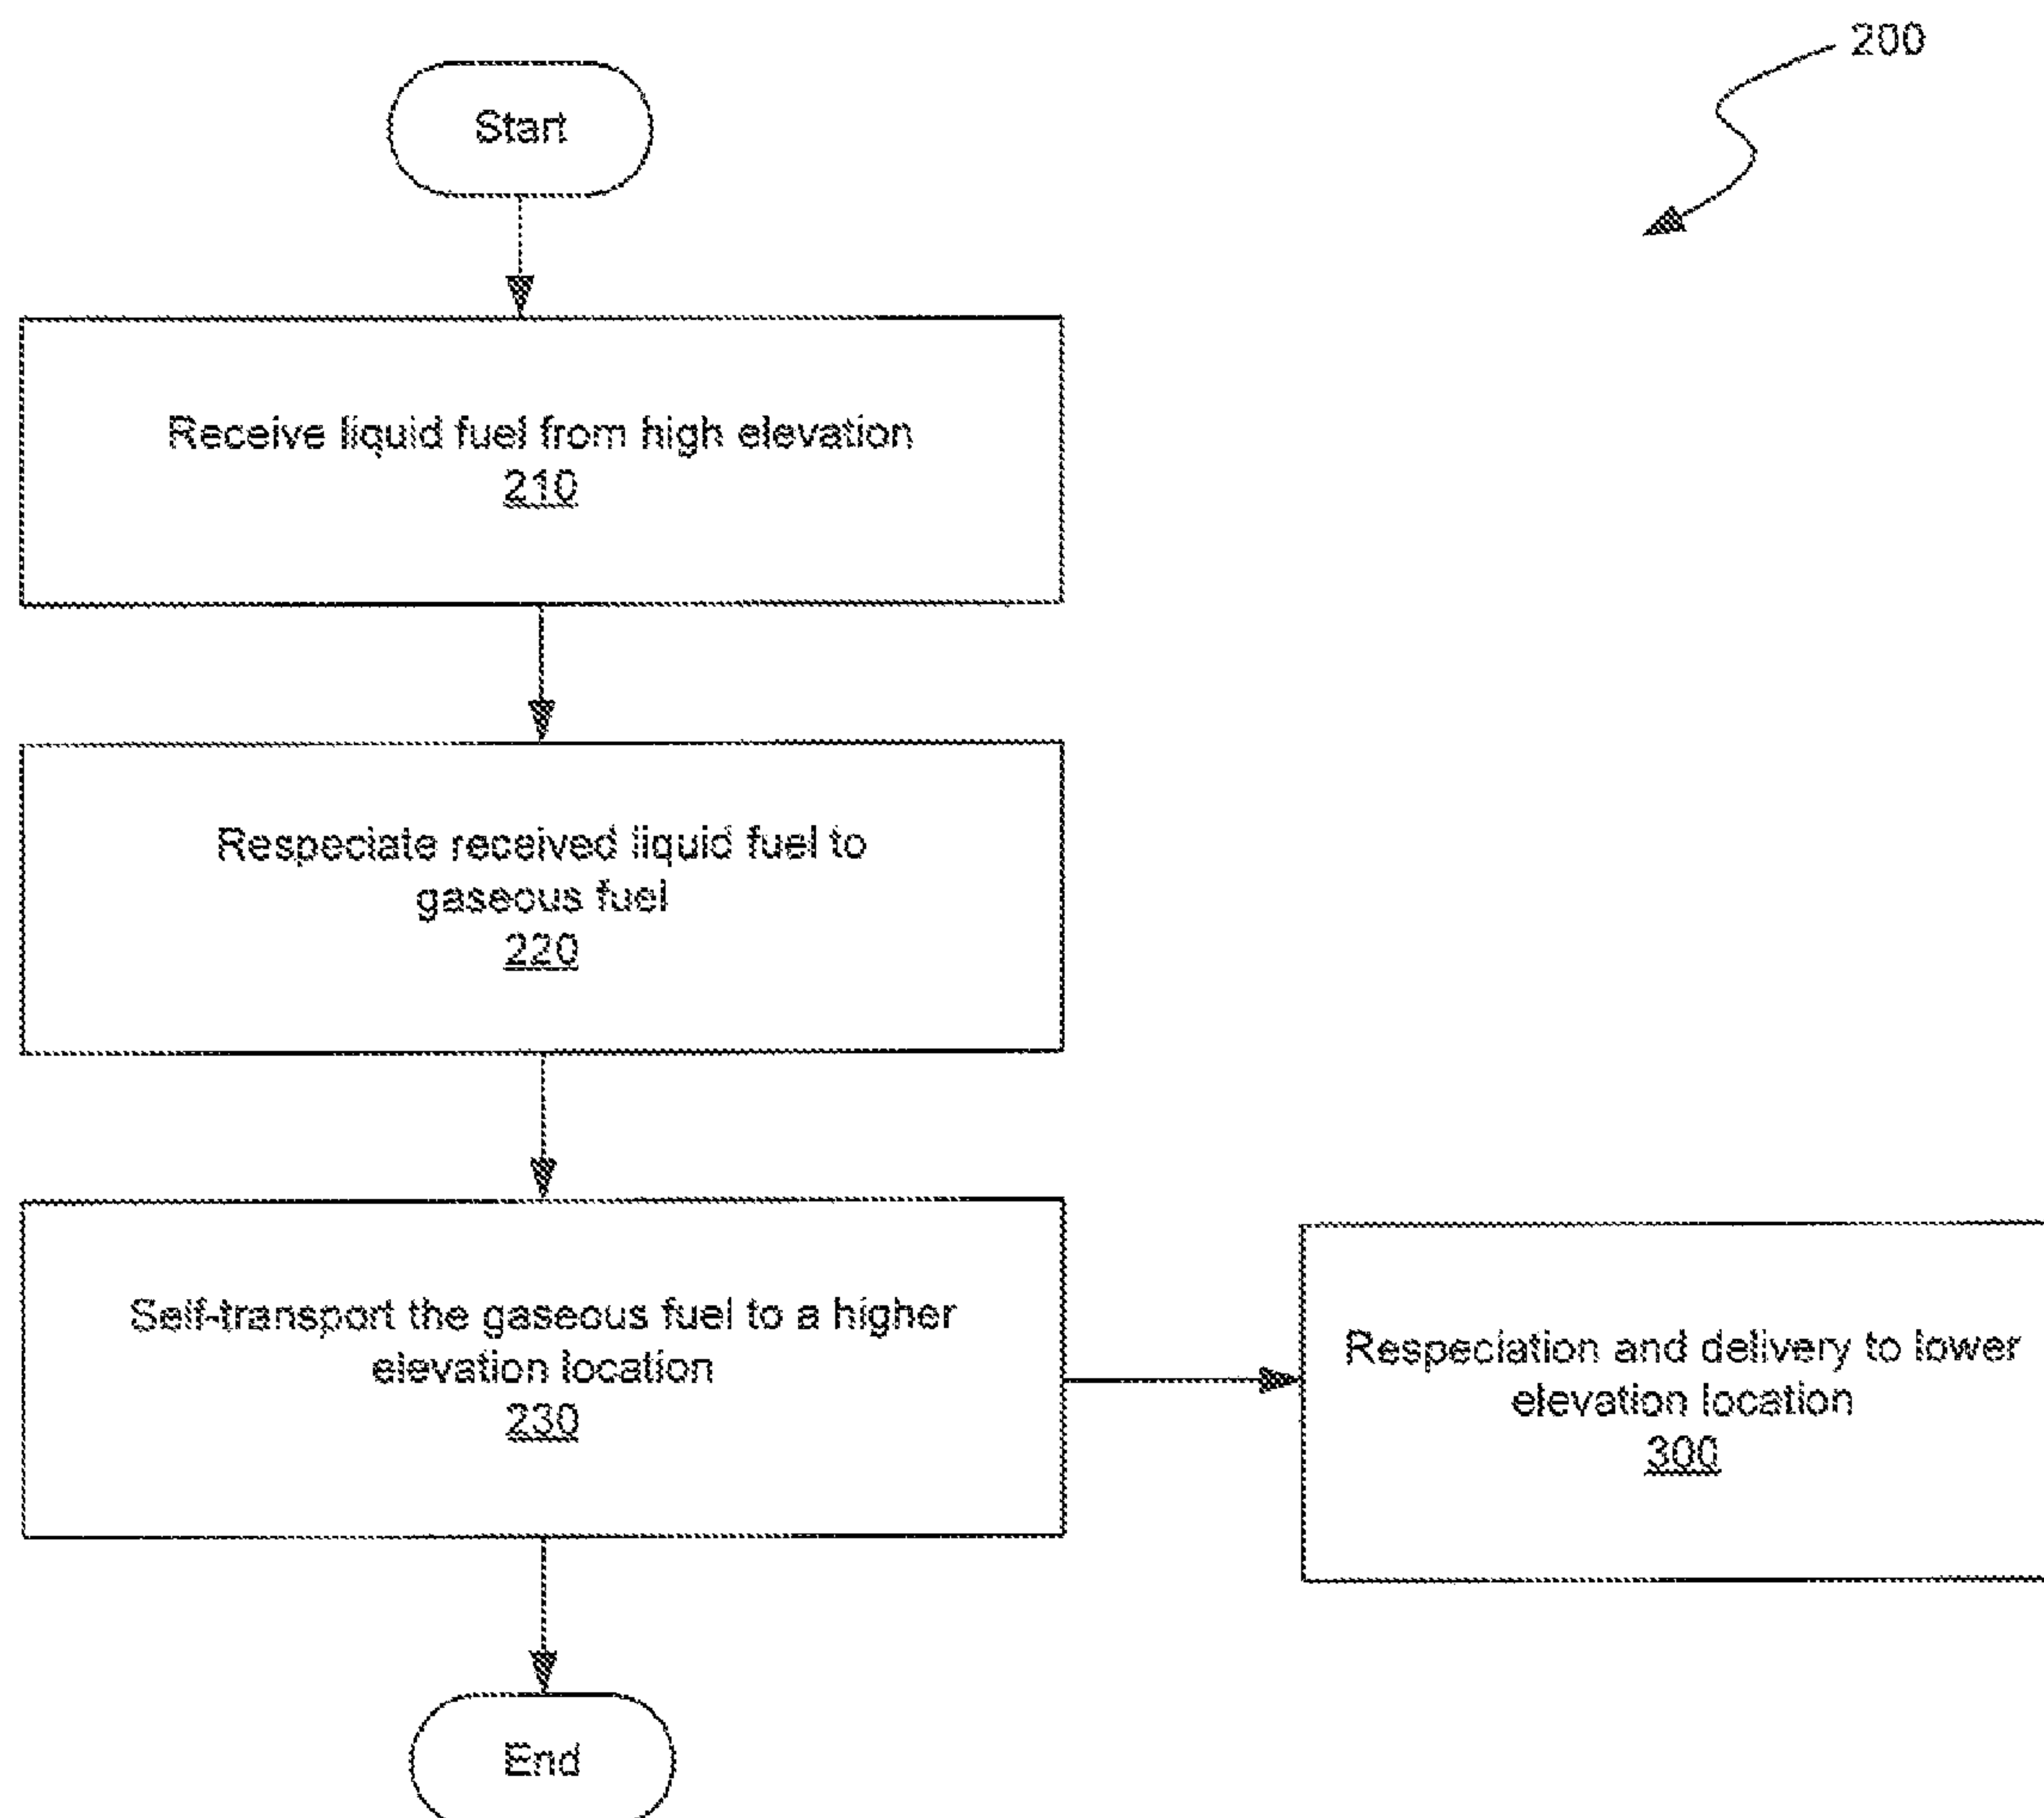 200
Start
Receive liquid fuel from high elevation
210
Respeciate received liquid fuel to
gaseous fuel
220
Self-transport the gaseous fuel to a higher
elevation location
230
Respeciation and delivery to lower
elevation location
300
End